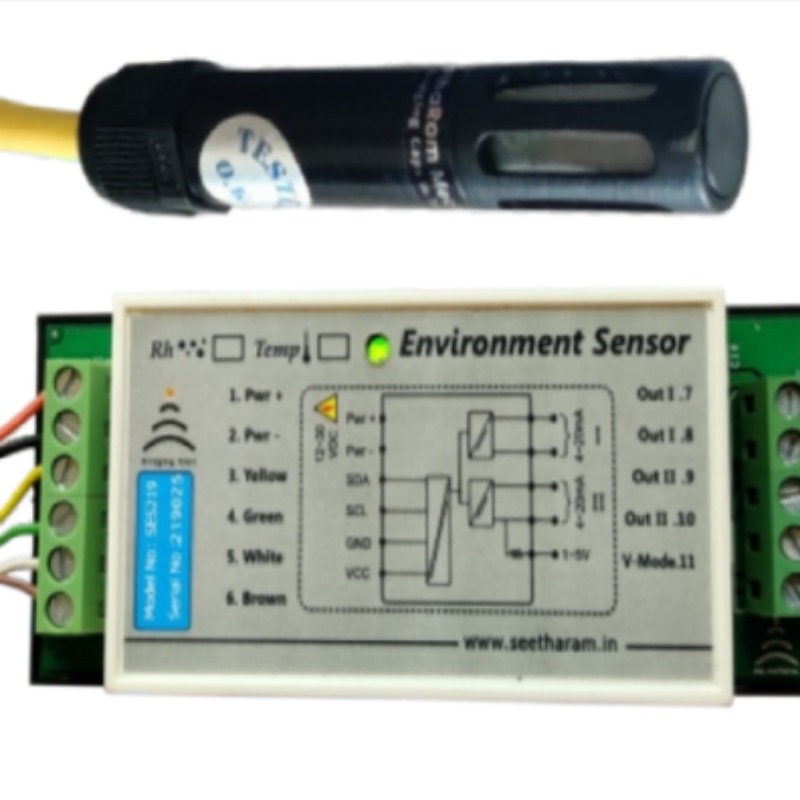 TEST
Rh Temp Environment Sensor
1. Pwr +
2. Pwr -
3. Yellow
4. Green
5. White
6. Brown
Model No : SES219
Serial No :219025
12~30
VDC
Pwr +
Pwr -
SDA
SCL
GND
VCC
4~20mA
I
4~20mA
II
1~5V
Out I .7
Out I .8
Out II .9
Out II .10
V-Mode.11
www.seetharam.in